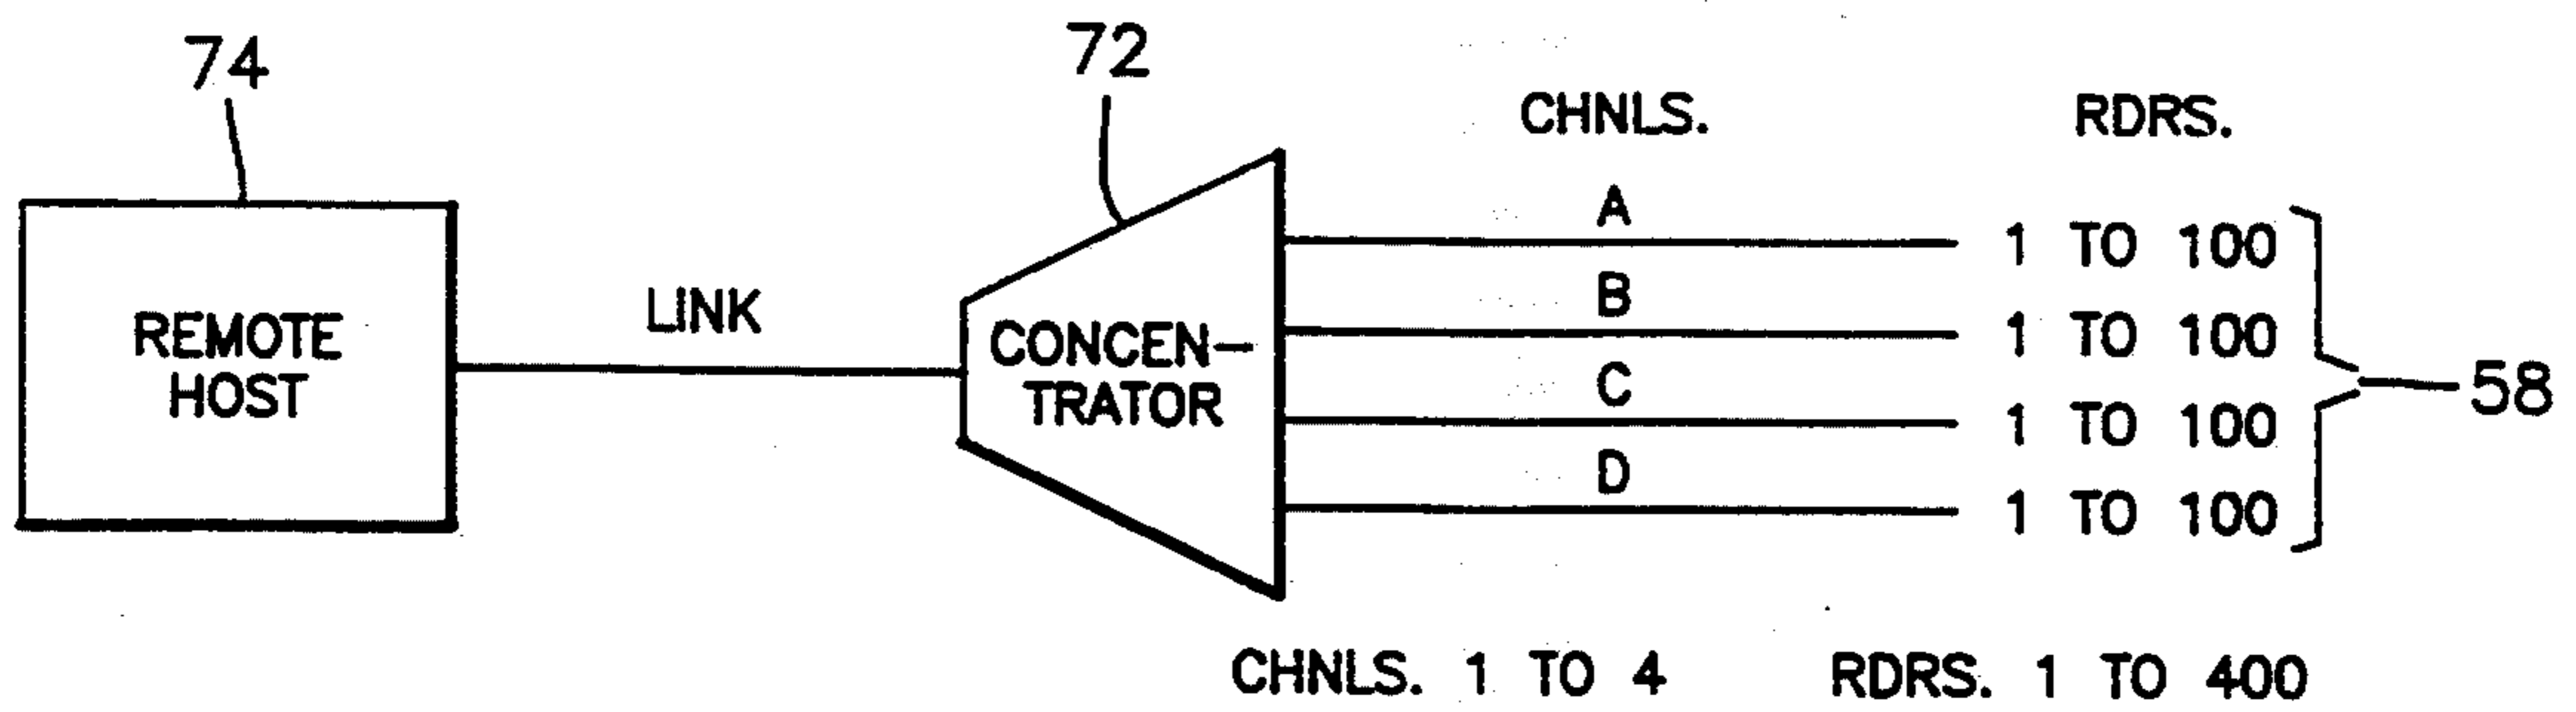 74
72
CHNLS. RDRS.
A
1 TO 100
B
LINK
1 TO 100
REMOTE
HOST
CONCEN-
TRATOR
C
58
1 TO 100
D
1 TO 100
CHNLS. 1 TO 4 RDRS. 1 TO 400